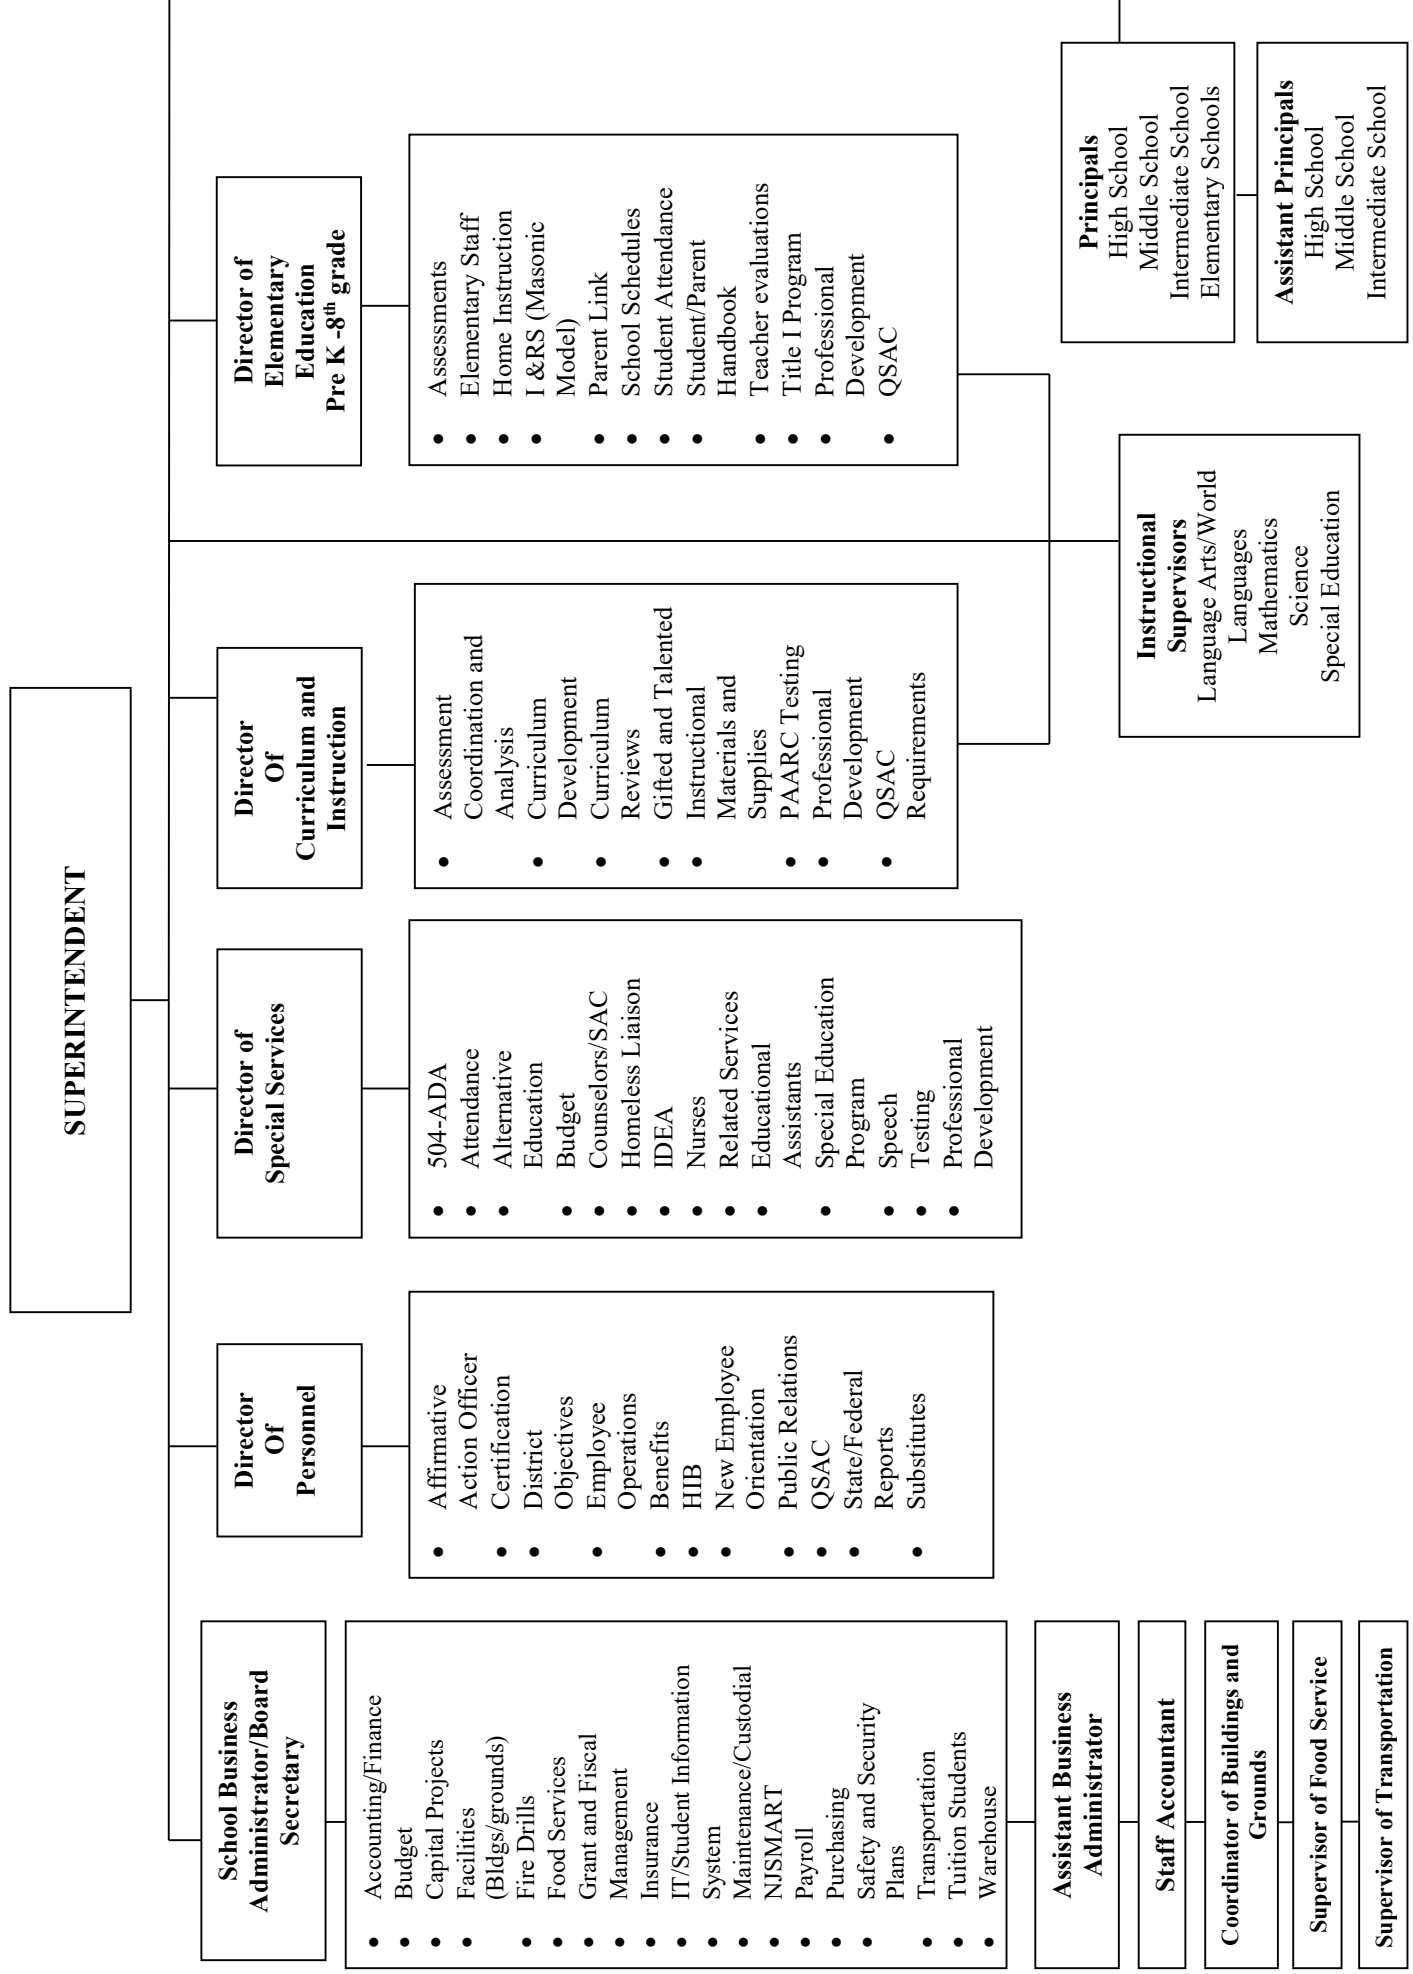 SUPERINTENDENT
School Business
Administrator/Board
Secretary
• Accounting/Finance
• Budget
• Capital Projects
• Facilities
(Bldgs/grounds)
• Fire Drills
• Food Services
• Grant and Fiscal
• Management
• Insurance
• IT/Student Information
• System
• Maintenance/Custodial
• NJSMART
• Payroll
• Purchasing
• Safety and Security
Plans
• Transportation
• Tuition Students
• Warehouse
Assistant Business
Administrator
Staff Accountant
Coordinator of Buildings and
Grounds
Supervisor of Food Service
Supervisor of Transportation
Director
Of
Personnel
• Affirmative
Action Officer
• Certification
• District
Objectives
• Employee
Operations
• Benefits
• HIB
• New Employee
Orientation
• Public Relations
• QSAC
• State/Federal
Reports
• Substitutes
Director of
Special Services
• 504-ADA
• Attendance
• Alternative
Education
• Budget
• Counselors/SAC
• Homeless Liaison
• IDEA
• Nurses
• Related Services
• Educational
Assistants
• Special Education
Program
• Speech
• Testing
• Professional
Development
Director
Of
Curriculum and
Instruction
• Assessment
Coordination and
Analysis
• Curriculum
Development
• Curriculum
Reviews
• Gifted and Talented
• Instructional
Materials and
Supplies
• PAARC Testing
• Professional
Development
• QSAC
Requirements
Director of
Elementary
Education
Pre K -8th grade
• Assessments
• Elementary Staff
• Home Instruction
• I &RS (Masonic
Model)
• Parent Link
• School Schedules
• Student Attendance
• Student/Parent
Handbook
• Teacher evaluations
• Title I Program
• Professional
Development
• QSAC
Instructional
Supervisors
Language Arts/World
Languages
Mathematics
Science
Special Education
Principals
High School
Middle School
Intermediate School
Elementary Schools
Assistant Principals
High School
Middle School
Intermediate School